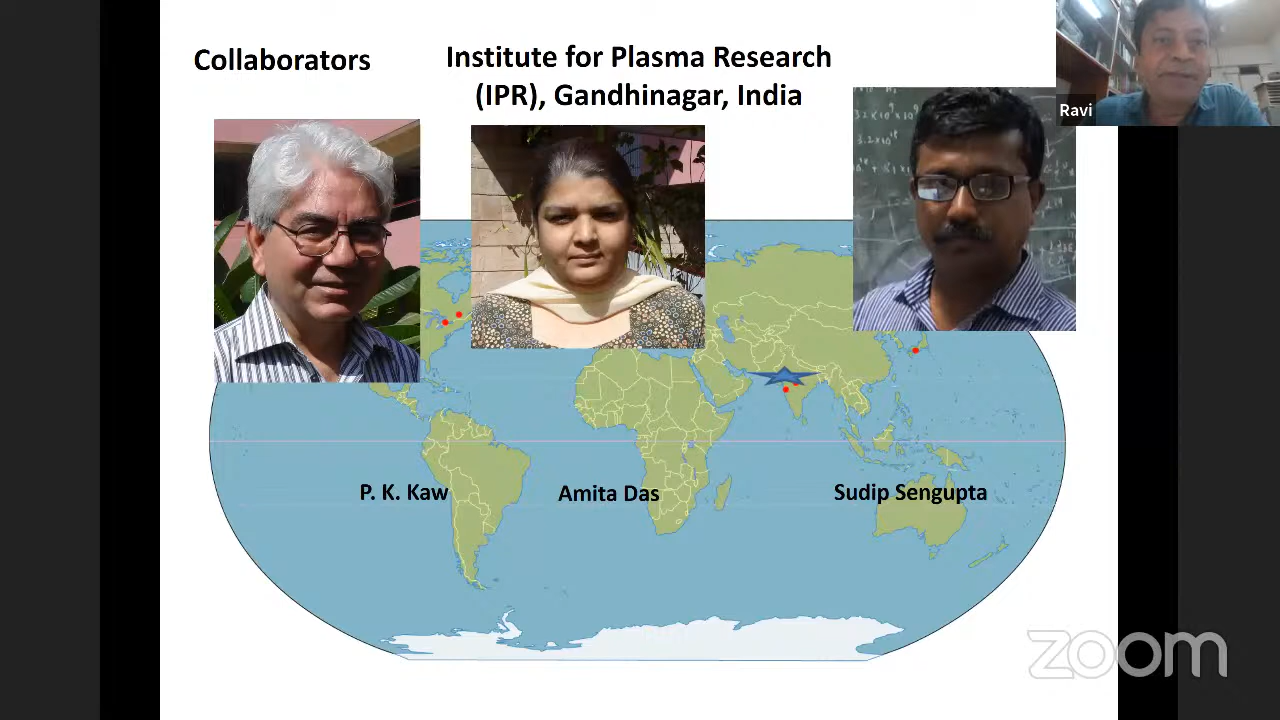 Collaborators
Institute for Plasma Research
(IPR), Gandhinagar, India
Ravi
P. K. Kaw
Amita Das
Sudip Sengupta
zoom